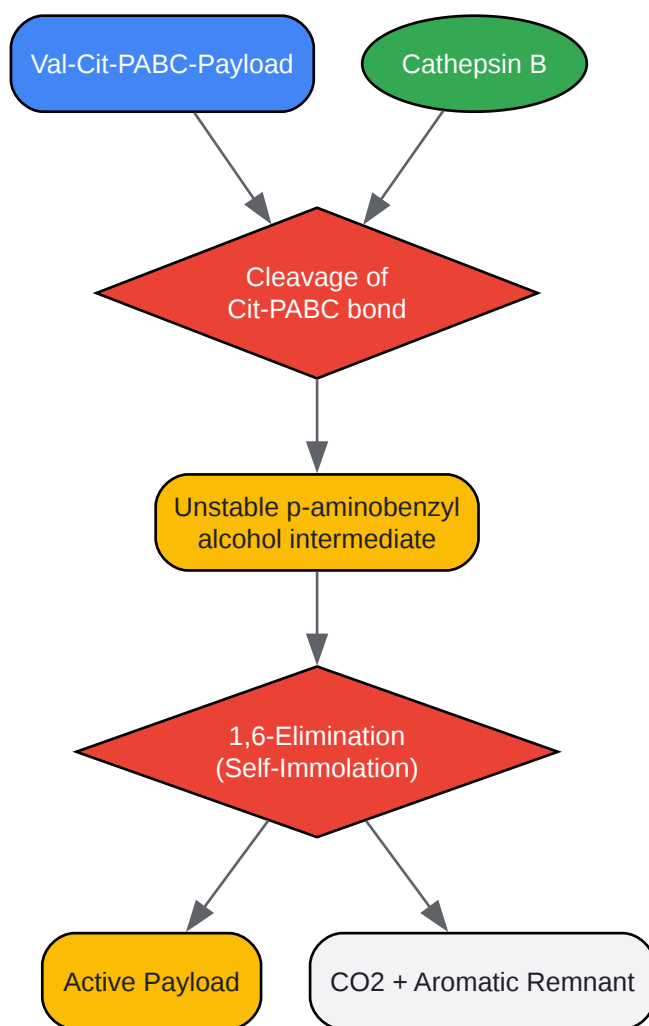 Val-Cit-PABC-Payload
Cathepsin B
Cleavage of
Cit-PABC bond
Unstable p-aminobenzyl
alcohol intermediate
1,6-Elimination
(Self-Immolation)
Active Payload
CO2 + Aromatic Remnant